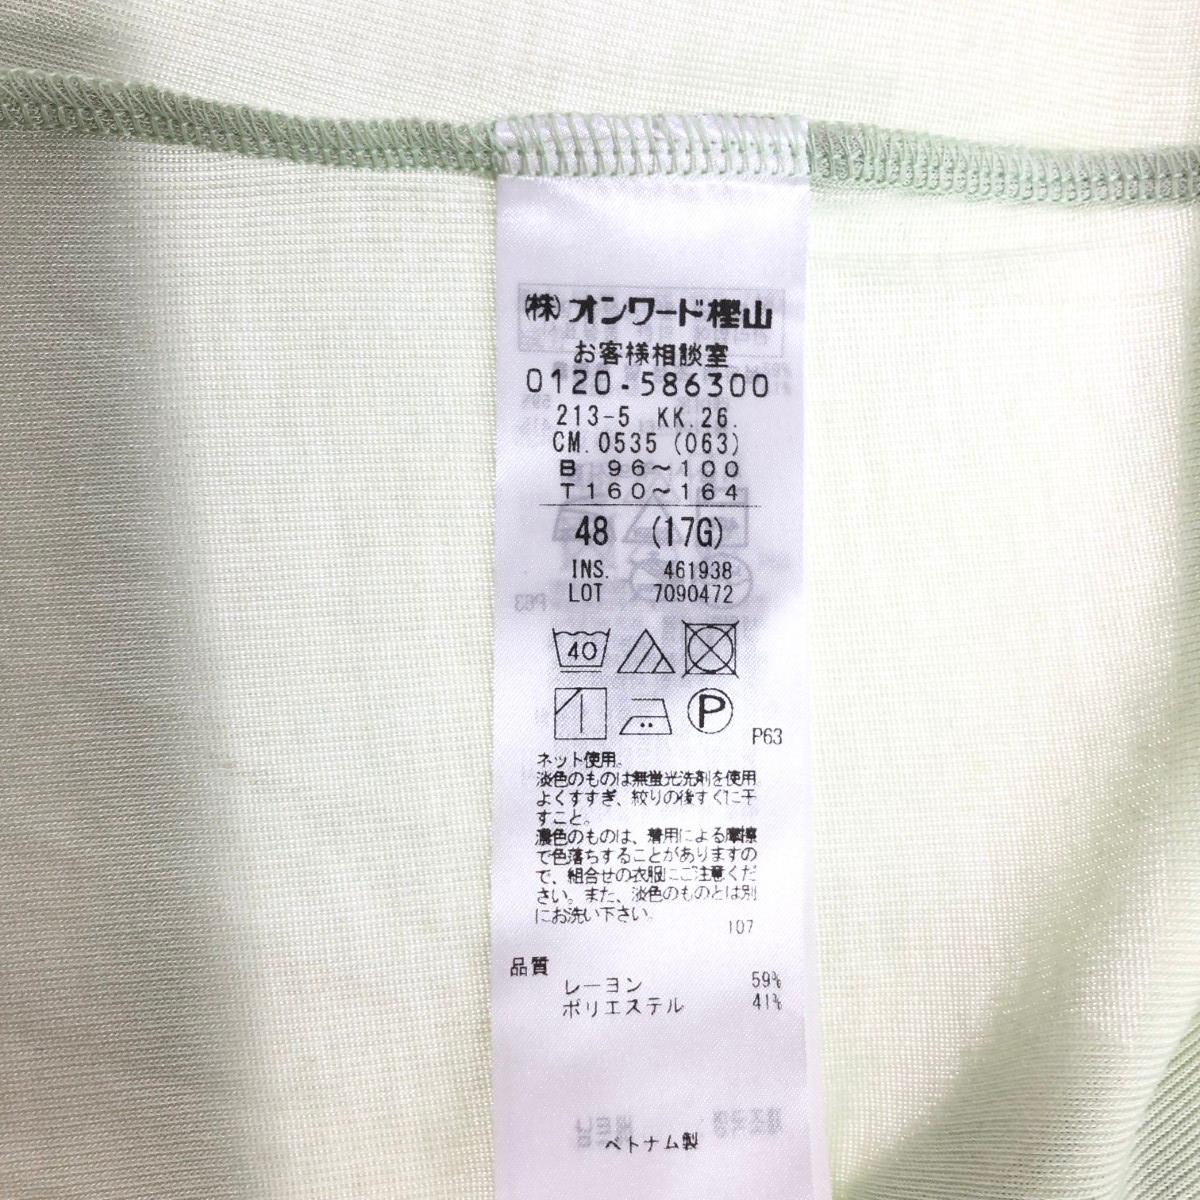 (株)オンワード樫山
お客様相談室
0120-586300
213-5 KK.26.
CM.0535 (063)
B 96～100
T160～164
48 (17G)
INS. 461938
LOT 7090472
40
P
P63
ネット使用。
淡色のものは無蛍光洗剤を使用
よくすすぎ、絞りの後すぐに干
すこと。
濃色のものは、着用による摩擦
で色落ちすることがありますの
で、組合せの衣服にご注意くだ
さい。また、淡色のものとは別
にお洗い下さい。
107
品質
レーヨン 59%
ポリエステル 41%
ベトナム製